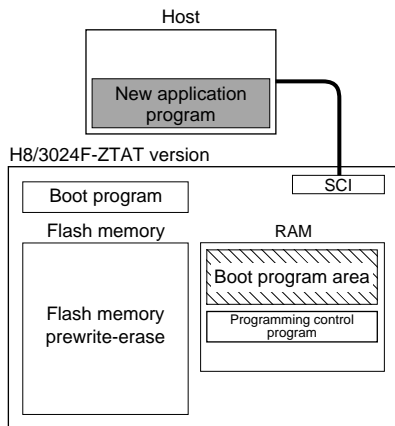 Host
New application
program
H8/3024F-ZTAT version
SCI
Boot program
Flash memory
RAM
Boot program area
Flash memory
prewrite-erase
Programming control
program